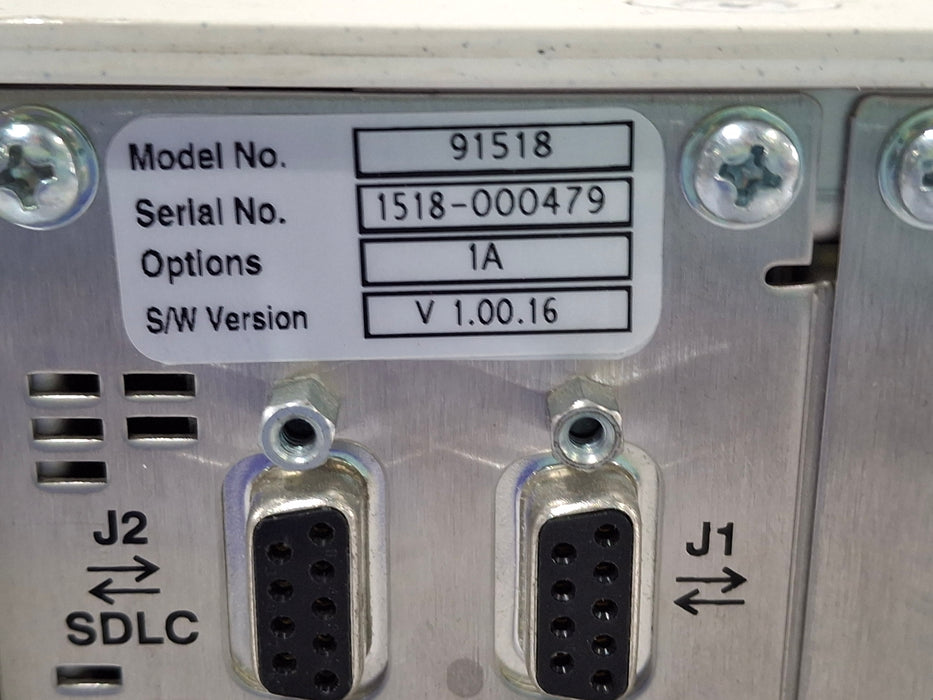 Model No. 91518
Serial No. 1518-000479
Options 1A
S/W Version V 1.00.16
J2
SDLC
J1